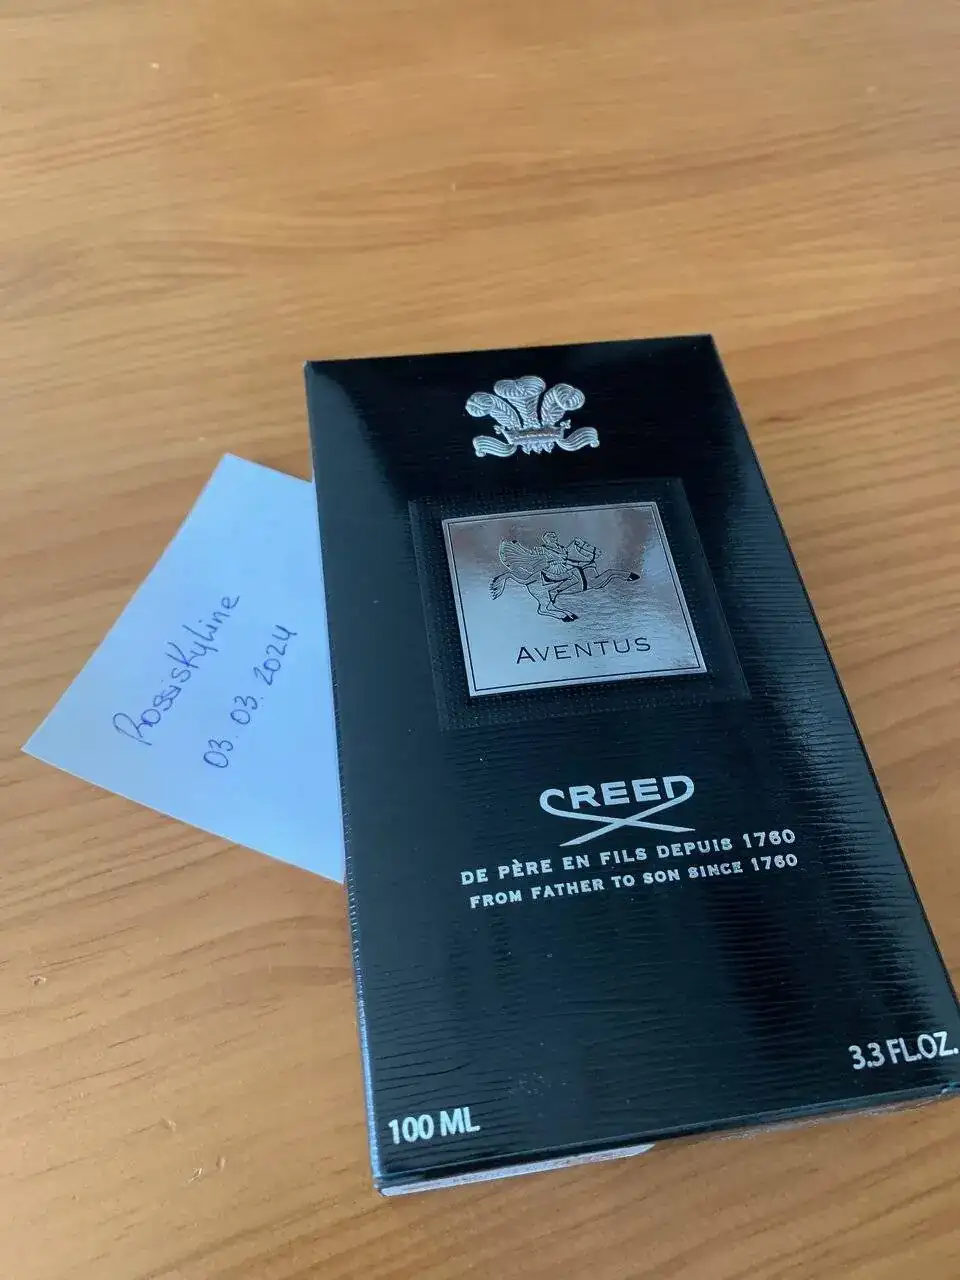 RossiSkyline
03.03.2024
AVENTUS
CREED
DE PÈRE EN FILS DEPUIS 1760
FROM FATHER TO SON SINCE 1760
100 ML
3.3 FL.OZ.